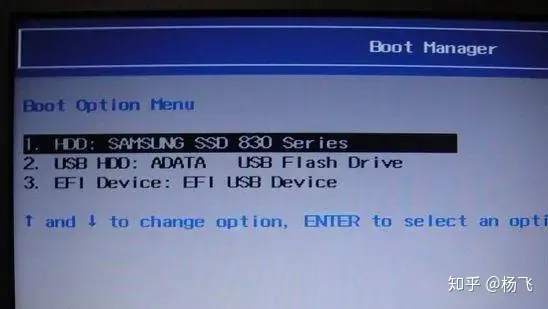 Boot Manager
Boot Option Menu
1. HDD: SAMSUNG SSD 830 Series
2. USB HDD: ADATA USB Flash Drive
3. EFI Device: EFI USB Device
↑ and ↓ to change option, ENTER to select an opti
知乎 @杨飞